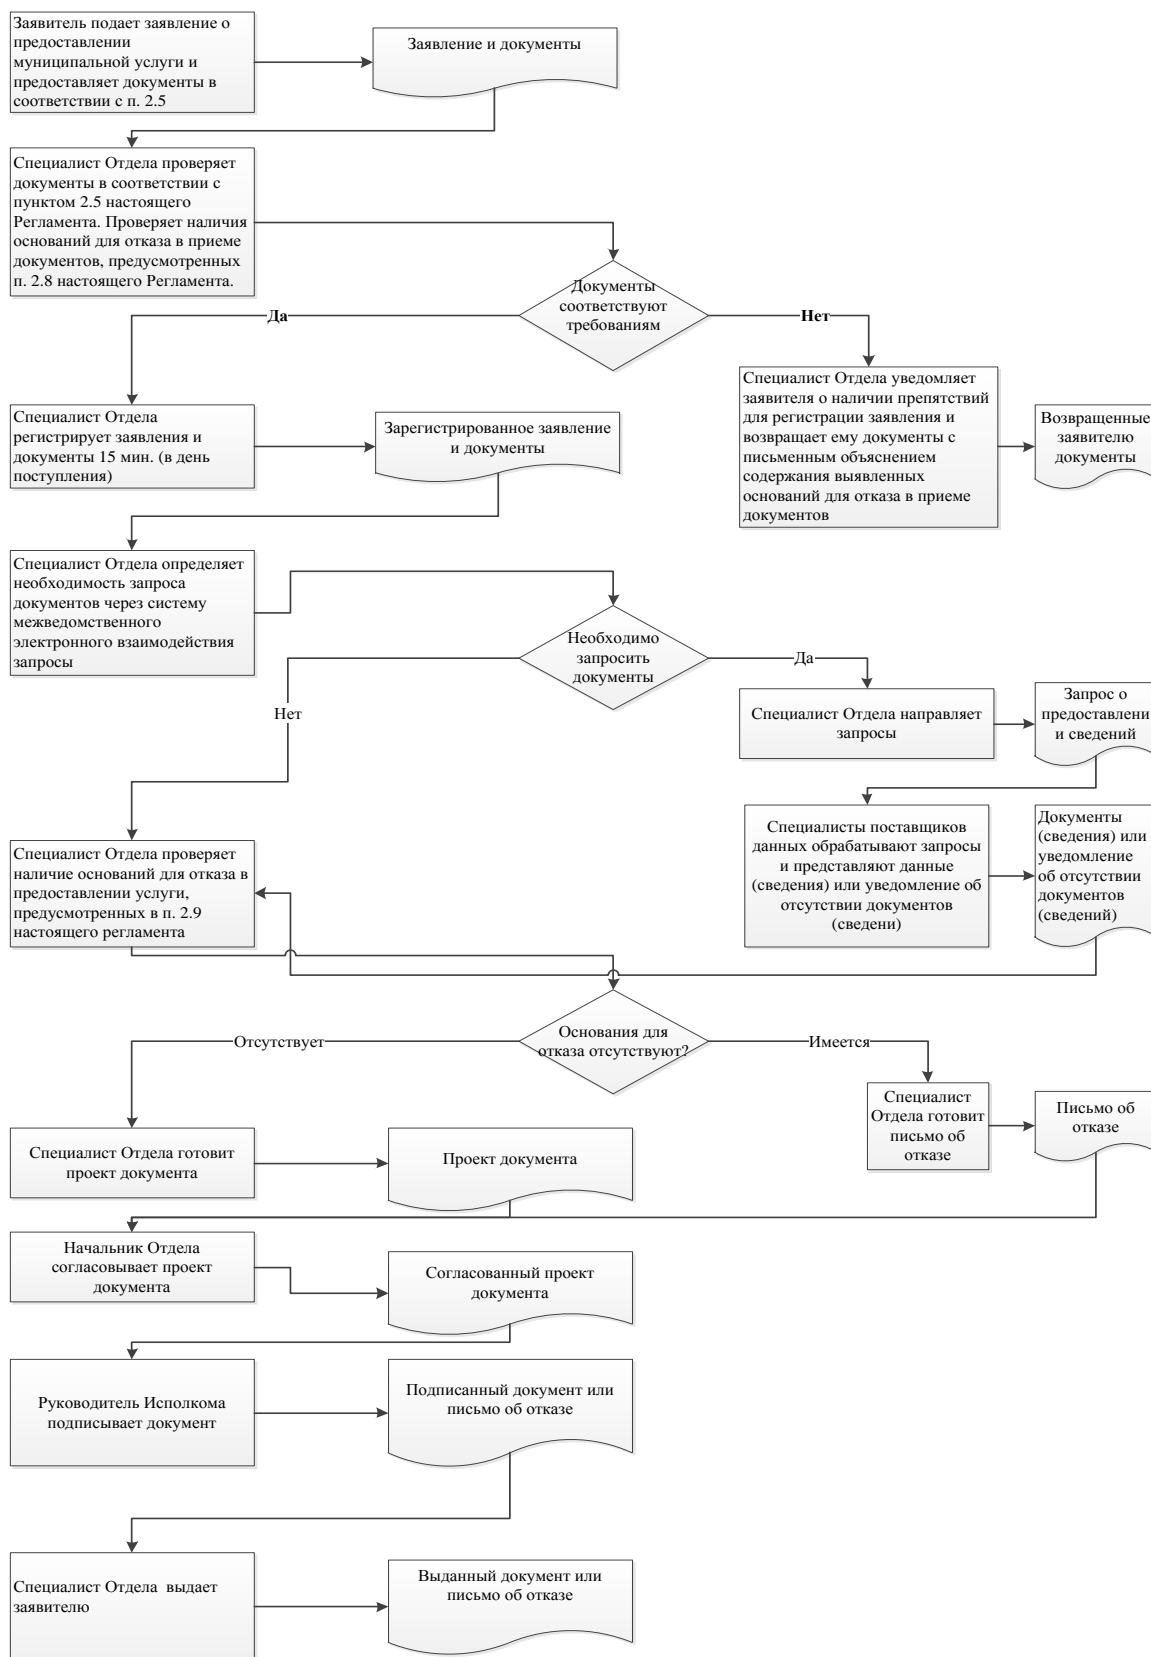 Заявитель подает заявление о
предоставлении
муниципальной услуги и
предоставляет документы в
соответствии с п. 2.5
Заявление и документы
Специалист Отдела проверяет
документы в соответствии с
пунктом 2.5 настоящего
Регламента. Проверяет наличия
оснований для отказа в приеме
документов, предусмотренных
п. 2.8 настоящего Регламента.
Документы
соответствуют
требованиям
Да
Нет
Специалист Отдела
регистрирует заявления и
документы 15 мин. (в день
поступления)
Зарегистрированное заявление
и документы
Специалист Отдела уведомляет
заявителя о наличии препятствий
для регистрации заявления и
возвращает ему документы с
письменным объяснением
содержания выявленных
оснований для отказа в приеме
документов
Возвращенные
заявителю
документы
Специалист Отдела определяет
необходимость запроса
документов через систему
межведомственного
электронного взаимодействия
запросы
Необходимо
запросить
документы
Да
Нет
Специалист Отдела направляет
запросы
Запрос о
предоставлени
и сведений
Специалисты поставщиков
данных обрабатывают запросы
и представляют данные
(сведения) или уведомление об
отсутствии документов
(сведени)
Документы
(сведения) или
уведомление
об отсутствии
документов
(сведений)
Специалист Отдела проверяет
наличие оснований для отказа в
предоставлении услуги,
предусмотренных в п. 2.9
настоящего регламента
Основания для
отказа отсутствуют?
Отсутствует
Имеется
Специалист
Отдела готовит
письмо об
отказе
Письмо об
отказе
Специалист Отдела готовит
проект документа
Проект документа
Начальник Отдела
согласовывает проект
документа
Согласованный проект
документа
Руководитель Исполкома
подписывает документ
Подписанный документ или
письмо об отказе
Специалист Отдела  выдает
заявителю
Выданный документ или
письмо об отказе